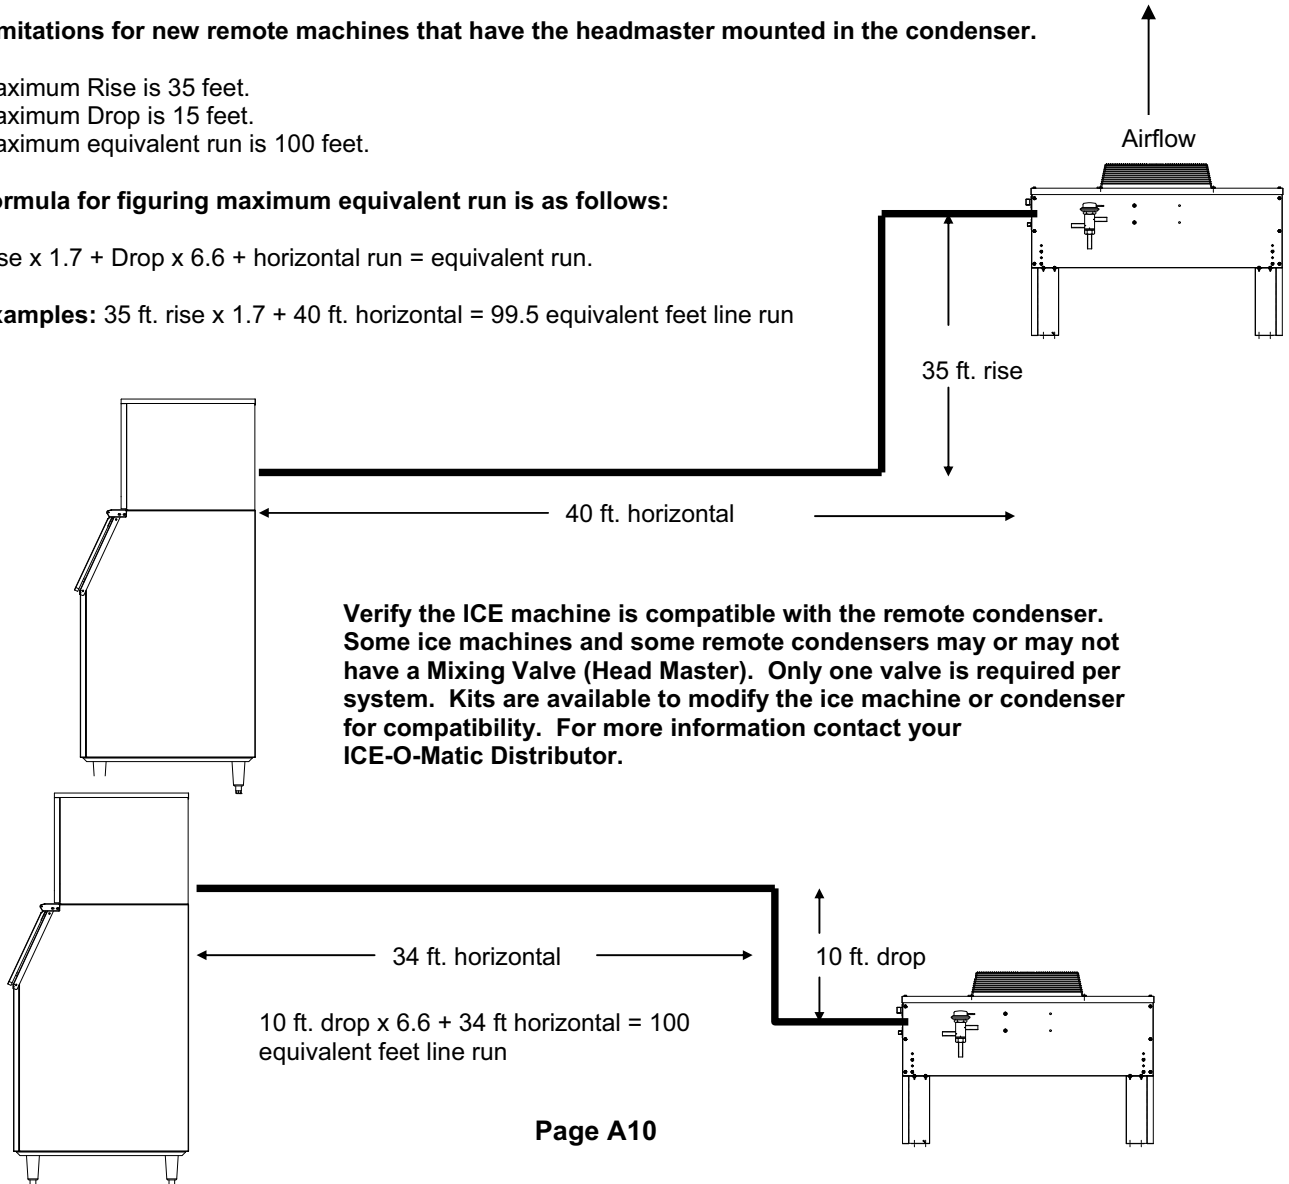 mitations for new remote machines that have the headmaster mounted in the condenser.
aximum Rise is 35 feet.
aximum Drop is 15 feet.
aximum equivalent run is 100 feet.
Airflow
ormula for figuring maximum equivalent run is as follows:
se x 1.7 + Drop x 6.6 + horizontal run = equivalent run.
xamples: 35 ft. rise x 1.7 + 40 ft. horizontal = 99.5 equivalent feet line run
35 ft. rise
40 ft. horizontal
Verify the ICE machine is compatible with the remote condenser.
Some ice machines and some remote condensers may or may not
have a Mixing Valve (Head Master).  Only one valve is required per
system.  Kits are available to modify the ice machine or condenser
for compatibility.  For more information contact your
ICE-O-Matic Distributor.
34 ft. horizontal
10 ft. drop
10 ft. drop x 6.6 + 34 ft horizontal = 100
equivalent feet line run
Page A10